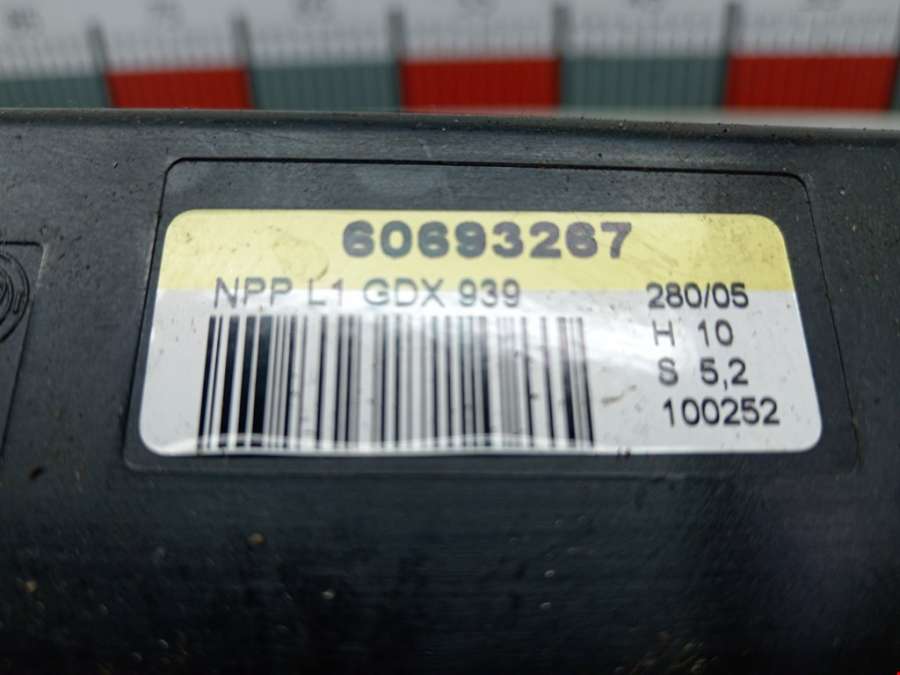 60693267
NPP L1 GDX 939
280/05
H 10
S 5,2
100252